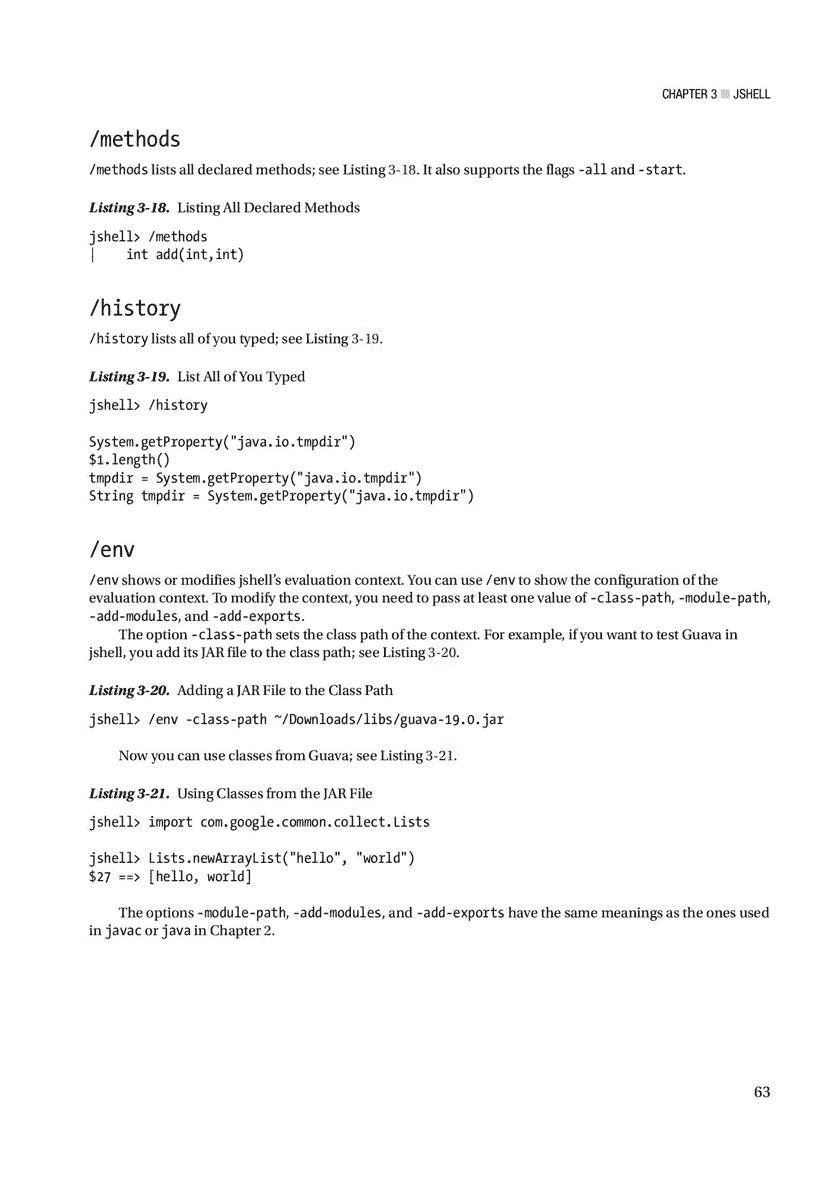 CHAPTER 3 ▒ JSHELL
/methods
/methods lists all declared methods; see Listing 3-18. It also supports the flags -all and -start.
Listing 3-18. Listing All Declared Methods
jshell> /methods
|    int add(int,int)
/history
/history lists all of you typed; see Listing 3-19.
Listing 3-19. List All of You Typed
jshell> /history
System.getProperty("java.io.tmpdir")
$1.length()
tmpdir = System.getProperty("java.io.tmpdir")
String tmpdir = System.getProperty("java.io.tmpdir")
/env
/env shows or modifies jshell's evaluation context. You can use /env to show the configuration of the
evaluation context. To modify the context, you need to pass at least one value of -class-path, -module-path,
-add-modules, and -add-exports.
The option -class-path sets the class path of the context. For example, if you want to test Guava in
jshell, you add its JAR file to the class path; see Listing 3-20.
Listing 3-20. Adding a JAR File to the Class Path
jshell> /env -class-path ~/Downloads/libs/guava-19.0.jar
Now you can use classes from Guava; see Listing 3-21.
Listing 3-21. Using Classes from the JAR File
jshell> import com.google.common.collect.Lists
jshell> Lists.newArrayList("hello", "world")
$27 ==> [hello, world]
The options -module-path, -add-modules, and -add-exports have the same meanings as the ones used
in javac or java in Chapter 2.
63